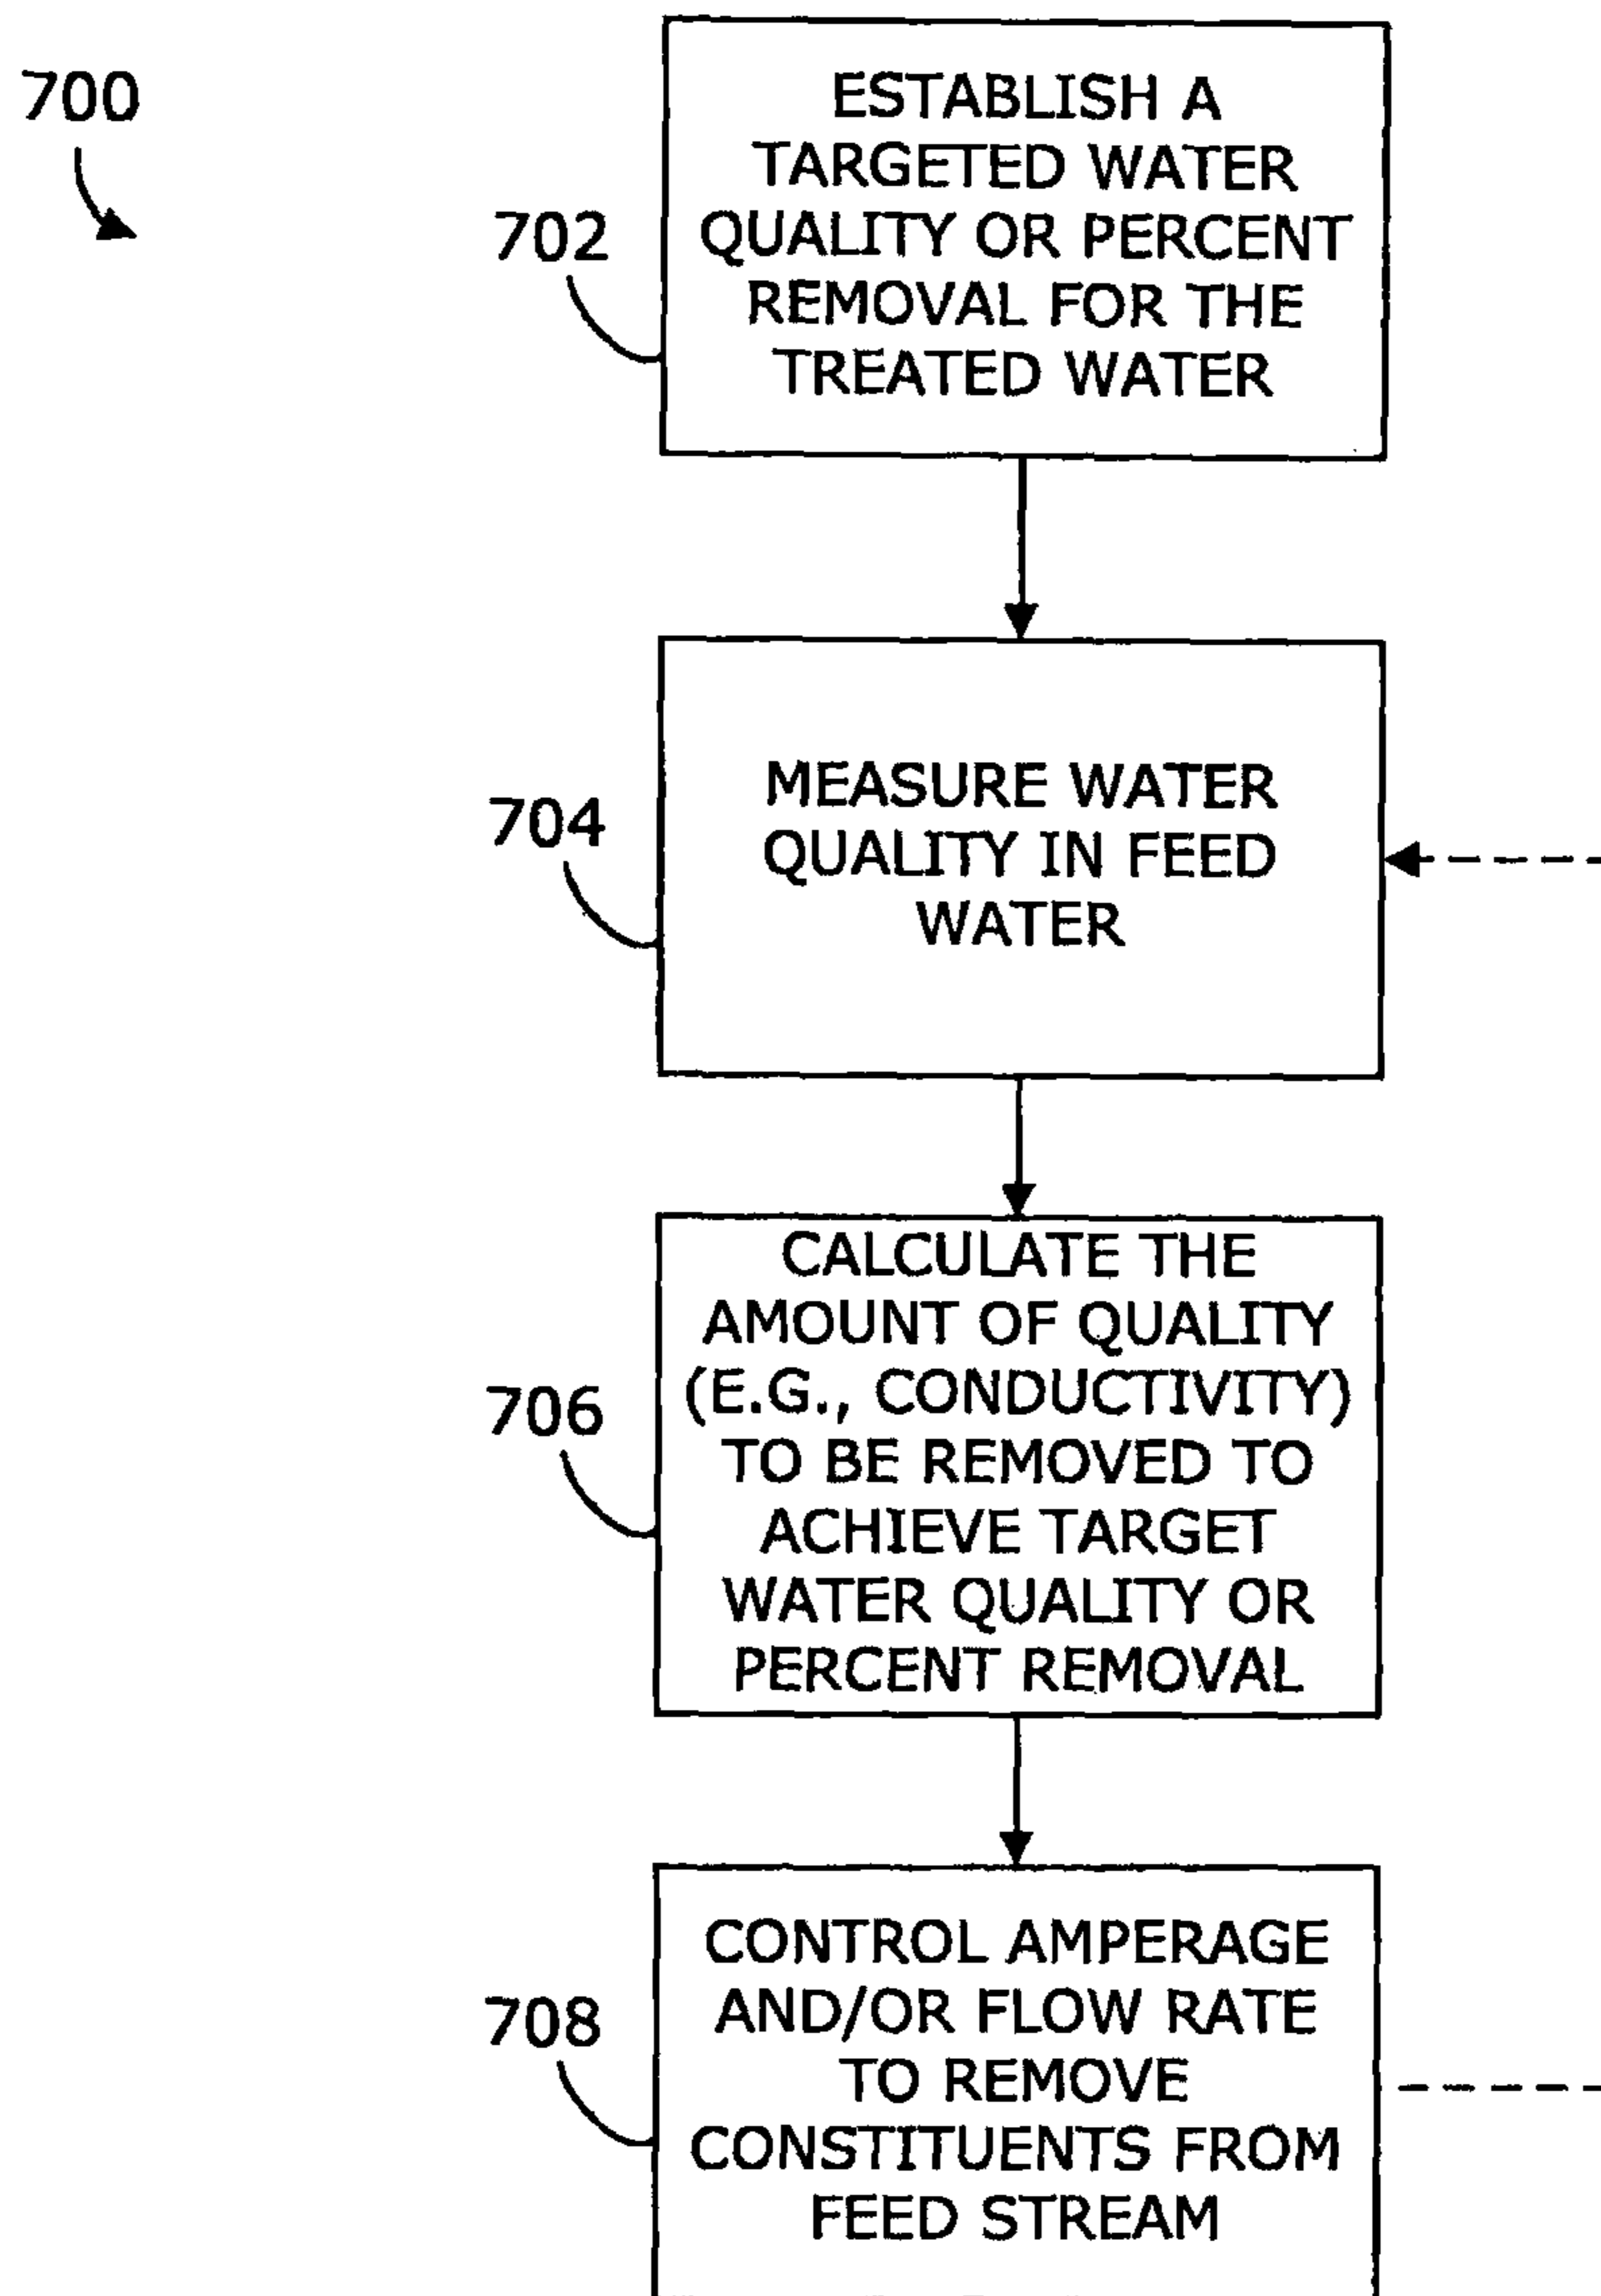 700
ESTABLISH A
TARGETED WATER
QUALITY OR PERCENT
REMOVAL FOR THE
TREATED WATER
702
MEASURE WATER
QUALITY IN FEED
WATER
704
CALCULATE THE
AMOUNT OF QUALITY
(E.G., CONDUCTIVITY)
TO BE REMOVED TO
ACHIEVE TARGET
WATER QUALITY OR
PERCENT REMOVAL
706
CONTROL AMPERAGE
AND/OR FLOW RATE
TO REMOVE
CONSTITUENTS FROM
FEED STREAM
708